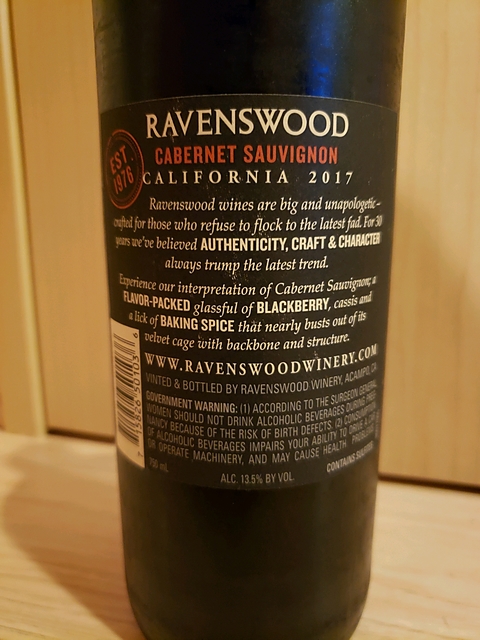 RAVENSWOOD
EST. 1976
CABERNET SAUVIGNON
CALIFORNIA 2017
Ravenswood wines are big and unapologetic–
crafted for those who refuse to flock to the latest fad. For 30
years we've believed AUTHENTICITY, CRAFT & CHARACTER
always trump the latest trend.
Experience our interpretation of Cabernet Sauvignon; a
FLAVOR-PACKED glassful of BLACKBERRY, cassis and
a lick of BAKING SPICE that nearly busts out of its
velvet cage with backbone and structure.
WWW.RAVENSWOODWINERY.COM
VINTED & BOTTLED BY RAVENSWOOD WINERY, ACAMPO, CA
GOVERNMENT WARNING: (1) ACCORDING TO THE SURGEON GENERAL,
WOMEN SHOULD NOT DRINK ALCOHOLIC BEVERAGES DURING PREG-
NANCY BECAUSE OF THE RISK OF BIRTH DEFECTS. (2) CONSUMPTION
OF ALCOHOLIC BEVERAGES IMPAIRS YOUR ABILITY TO DRIVE A CAR
OR OPERATE MACHINERY, AND MAY CAUSE HEALTH
CONTAINS SULFITES
750 mL
ALC. 13.5% BY VOL.